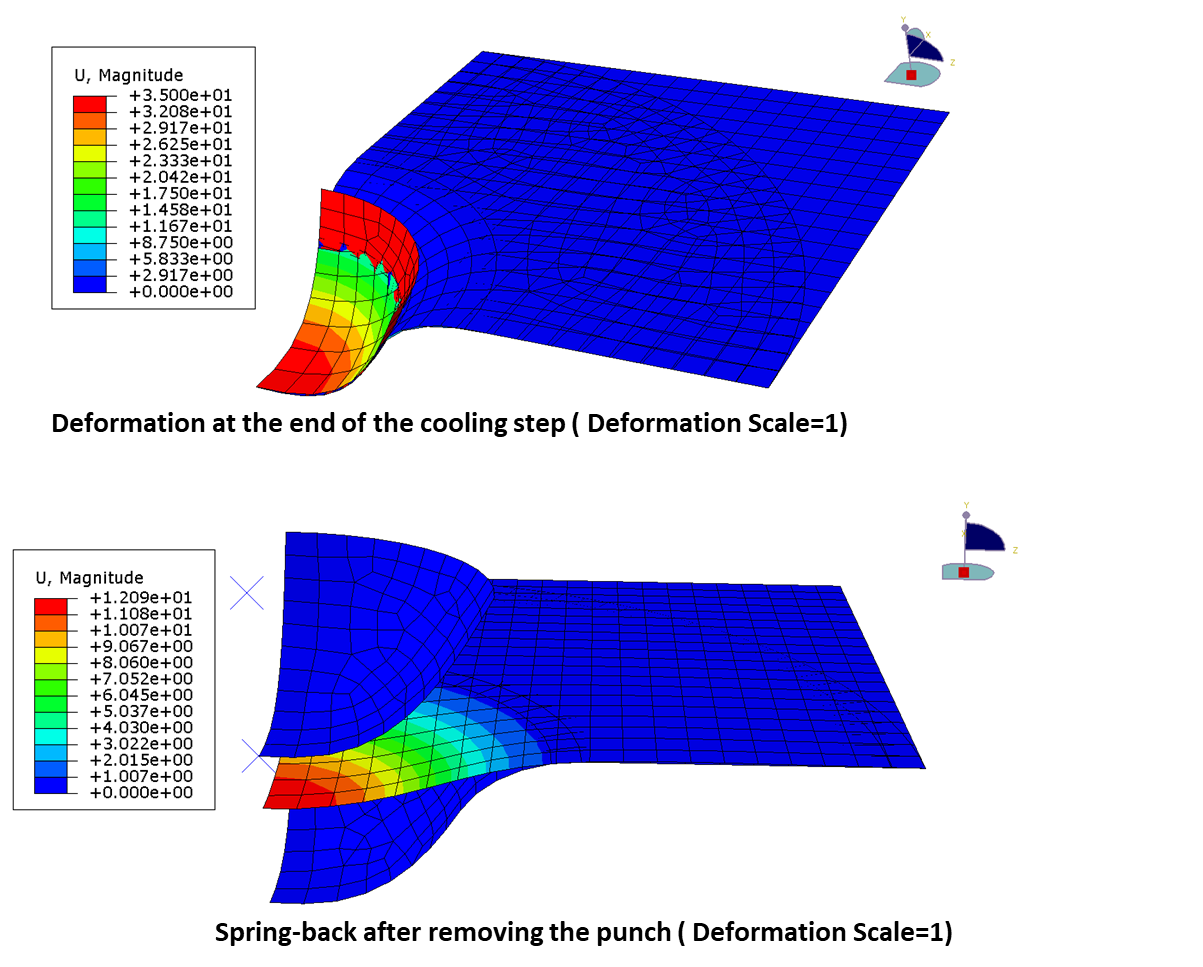 U, Magnitude
+3.500e+01
+3.208e+01
+2.917e+01
+2.625e+01
+2.333e+01
+2.042e+01
+1.750e+01
+1.458e+01
+1.167e+01
+8.750e+00
+5.833e+00
+2.917e+00
+0.000e+00
Y
X
Z
Deformation at the end of the cooling step ( Deformation Scale=1)
U, Magnitude
+1.209e+01
+1.108e+01
+1.007e+01
+9.067e+00
+8.060e+00
+7.052e+00
+6.045e+00
+5.037e+00
+4.030e+00
+3.022e+00
+2.015e+00
+1.007e+00
+0.000e+00
Y
Z
Spring-back after removing the punch ( Deformation Scale=1)